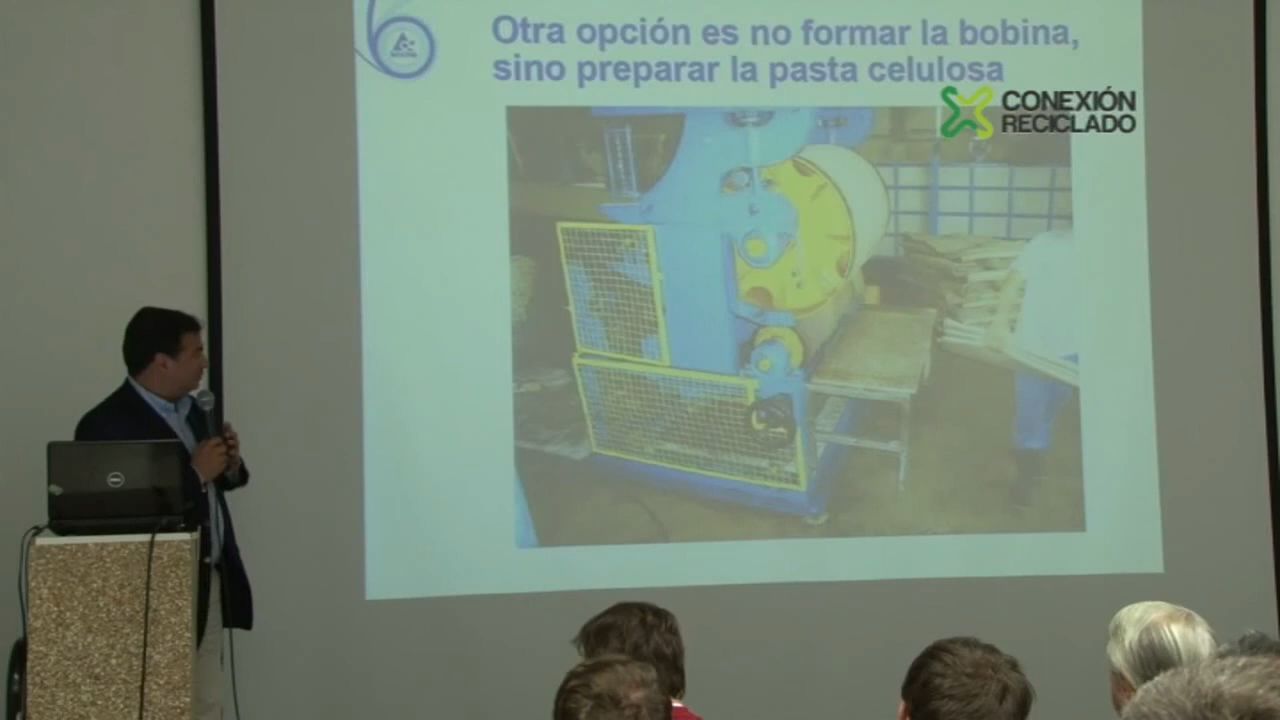 Otra opción es no formar la bobina,
sino preparar la pasta celulosa
CONEXIÓN
RECICLADO